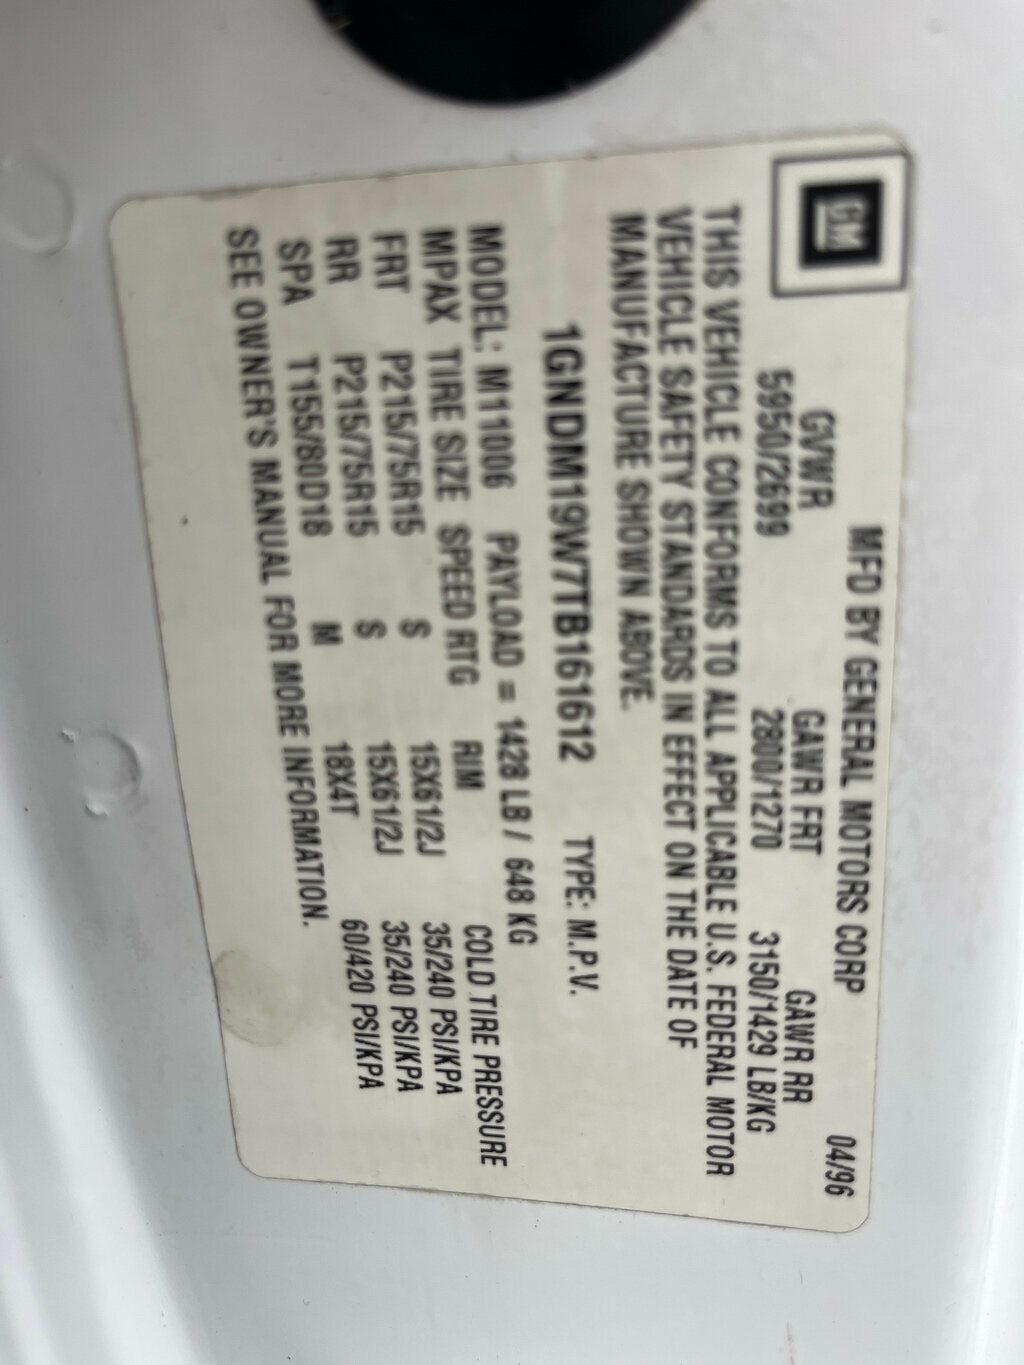 GM
MFD BY GENERAL MOTORS CORP 04/96
GVWR GAWR FRT GAWR RR
5950/2699 2800/1270 3150/1429 LB/KG
THIS VEHICLE CONFORMS TO ALL APPLICABLE U.S. FEDERAL MOTOR
VEHICLE SAFETY STANDARDS IN EFFECT ON THE DATE OF
MANUFACTURE SHOWN ABOVE.
1GNDM19W7TB161612 TYPE: M.P.V.
MODEL: M11006 PAYLOAD = 1428 LB / 648 KG
MPAX TIRE SIZE SPEED RTG RIM COLD TIRE PRESSURE
FRT P215/75R15 S 15X61/2J 35/240 PSI/KPA
RR P215/75R15 S 15X61/2J 35/240 PSI/KPA
SPA T155/80D18 M 18X4T 60/420 PSI/KPA
SEE OWNER'S MANUAL FOR MORE INFORMATION.